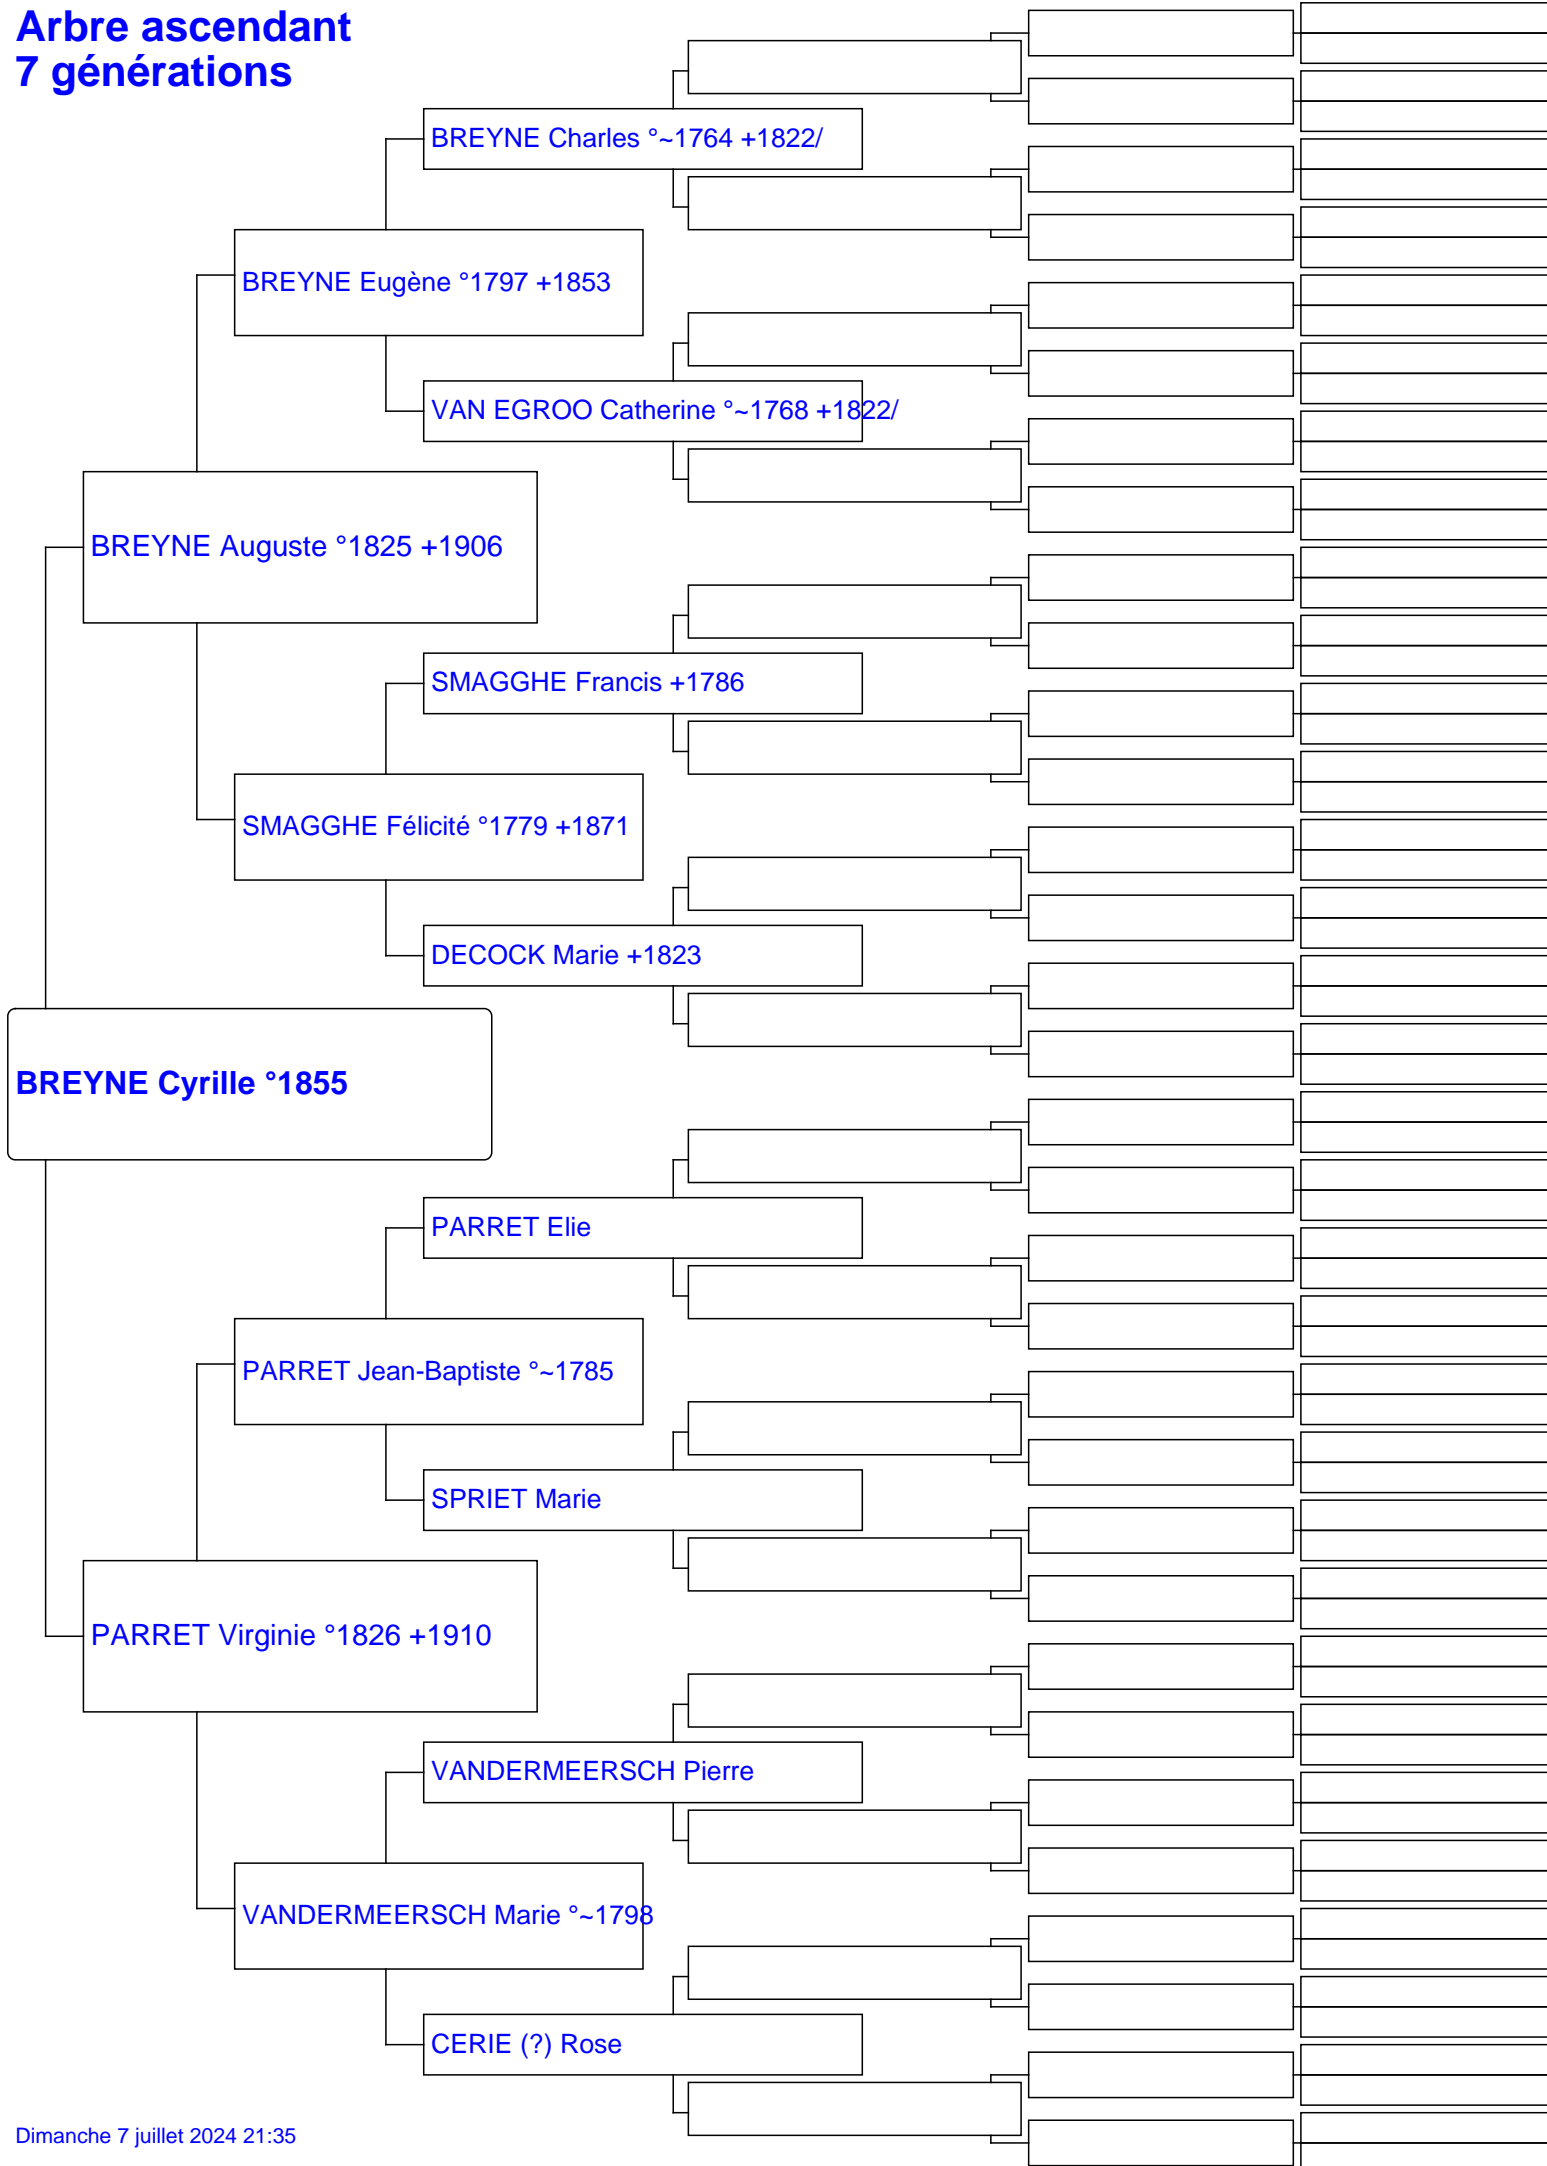 Arbre ascendant
7 générations
BREYNE Charles °~1764 +1822/
BREYNE Eugène °1797 +1853
VAN EGROO Catherine °~1768 +1822/
BREYNE Auguste °1825 +1906
SMAGGHE Francis +1786
SMAGGHE Félicité °1779 +1871
DECOCK Marie +1823
BREYNE Cyrille °1855
PARRET Elie
PARRET Jean-Baptiste °~1785
SPRIET Marie
PARRET Virginie °1826 +1910
VANDERMEERSCH Pierre
VANDERMEERSCH Marie °~1798
CERIE (?) Rose
Dimanche 7 juillet 2024 21:35